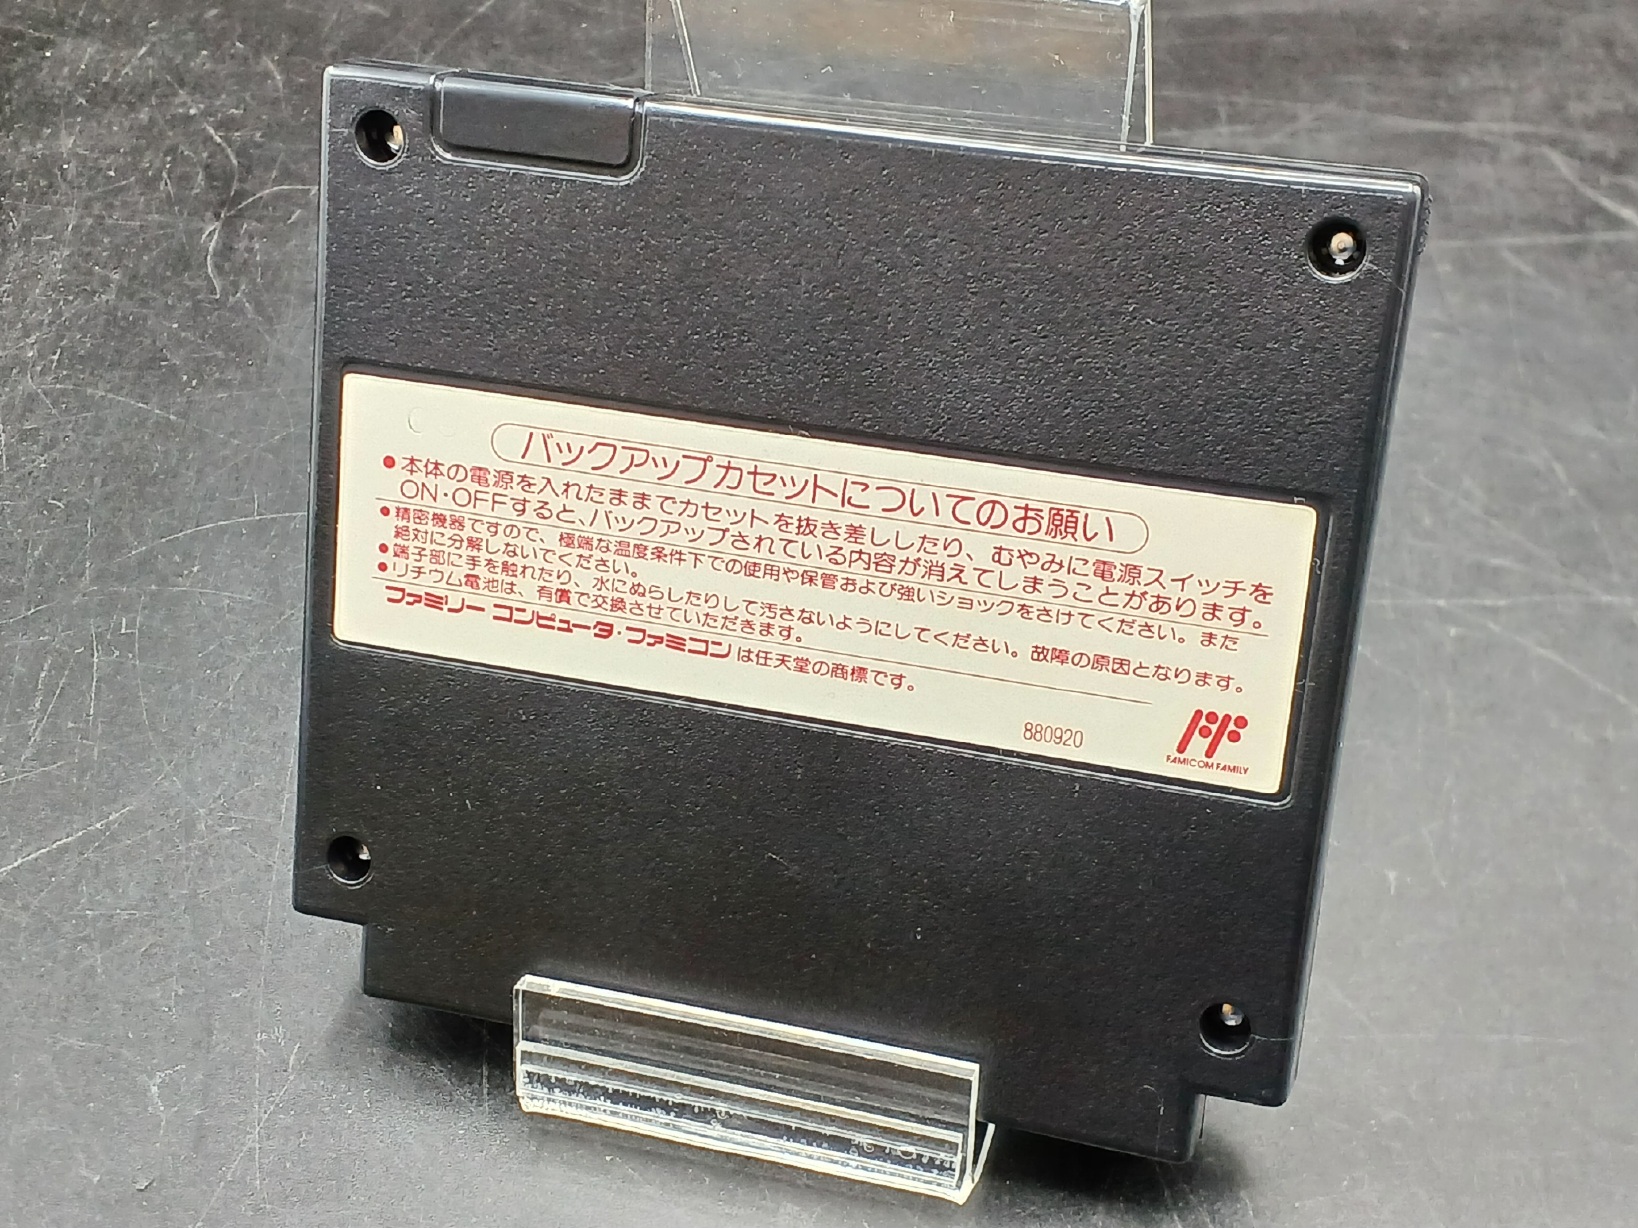 バックアップカセットについてのお願い
●本体の電源を入れたままでカセットを抜き差ししたり、むやみに電源スイッチを
ON・OFFすると、バックアップされている内容が消えてしまうことがあります。
●精密機器ですので、極端な温度条件下での使用や保管および強いショックをさけてください。また
絶対に分解しないでください。
●端子部に手を触れたり、水にぬらしたりして汚さないようにしてください。故障の原因となります。
●リチウム電池は、有償で交換させていただきます。
ファミリーコンピュータ・ファミコンは任天堂の商標です。
880920
FAMICOM FAMILY